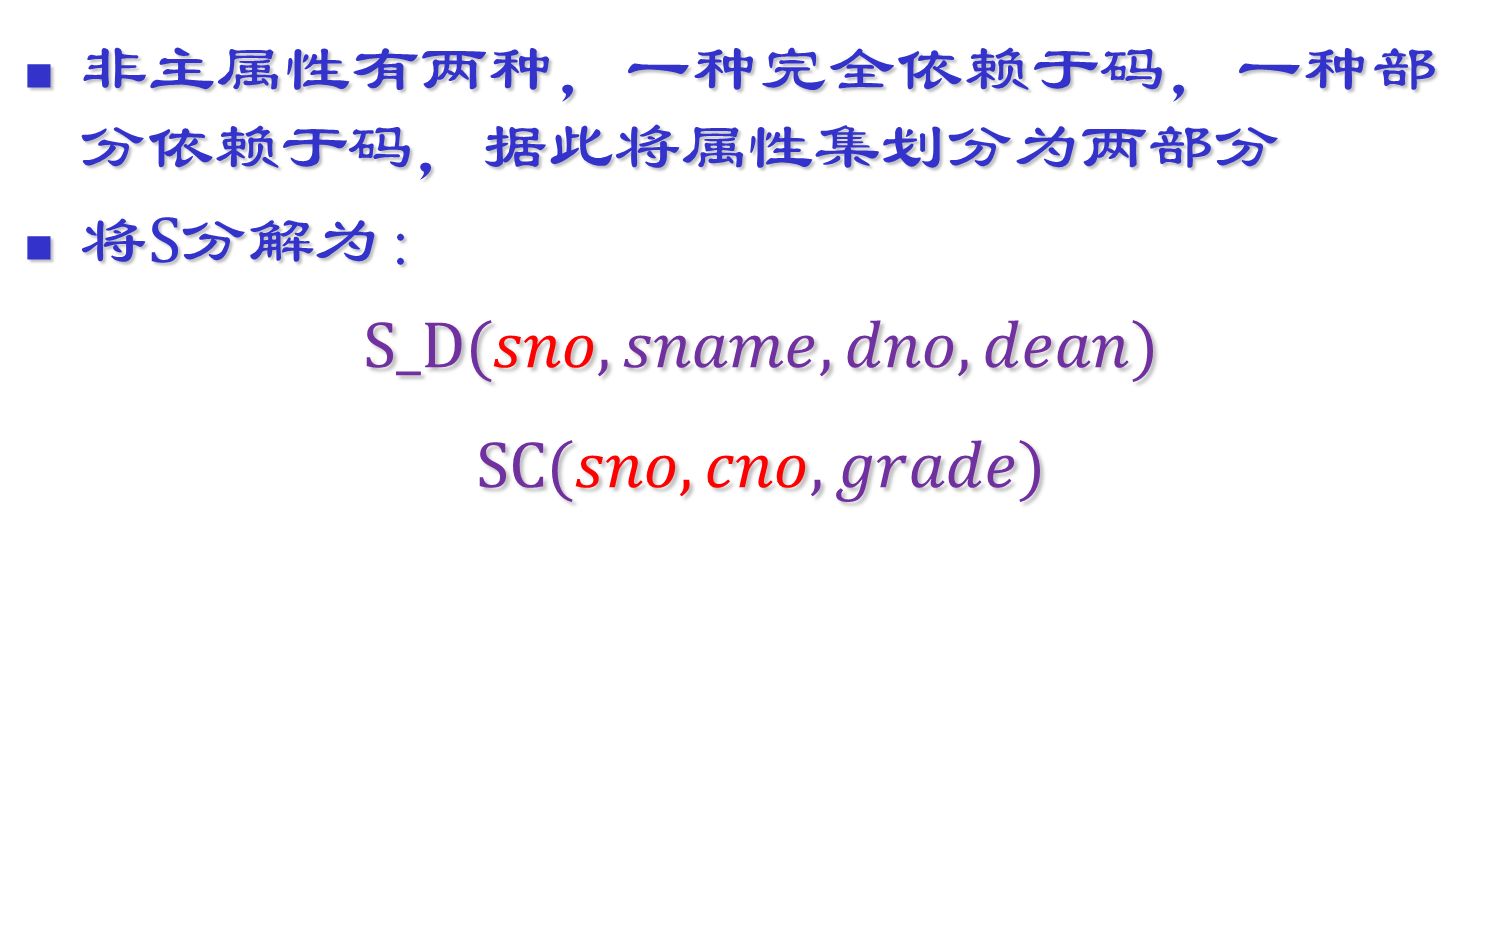 ■ 非主属性有两种，一种完全依赖于码，一种部
分依赖于码，据此将属性集划分为两部分
■ 将S分解为：
S_D(sno, sname, dno, dean)
SC(sno, cno, grade)